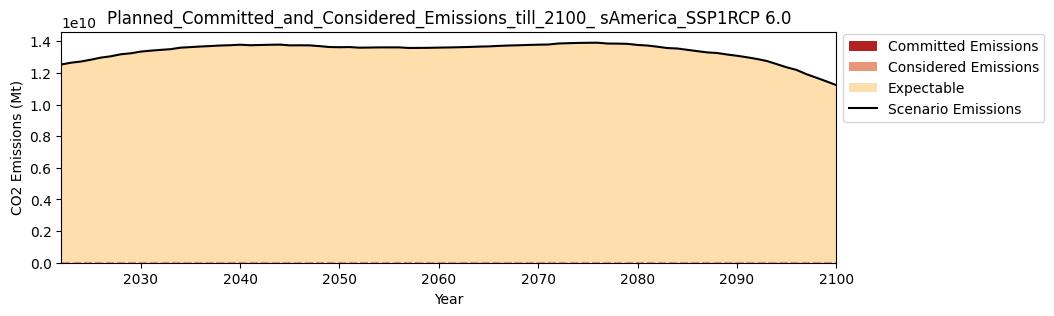 Planned_Committed_and_Considered_Emissions_till_2100_ sAmerica_SSP1RCP 6.0
1e10
1.4
1.2
1.0
0.8
0.6
0.4
0.2
0.0
CO2 Emissions (Mt)
2030 2040 2050 2060 2070 2080 2090 2100
Year
Committed Emissions
Considered Emissions
Expectable
Scenario Emissions